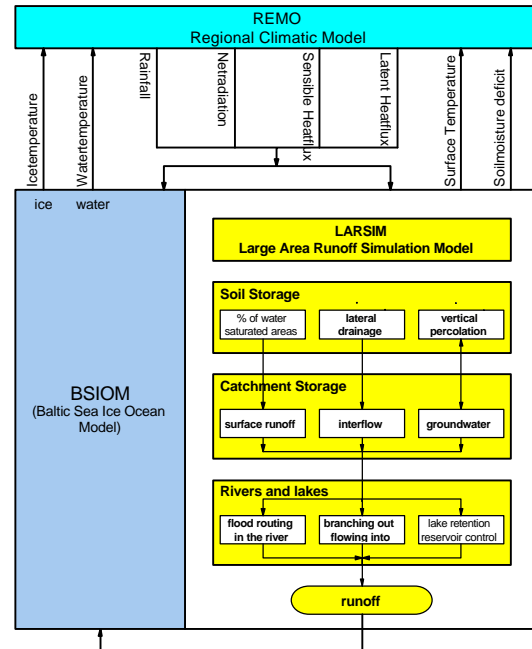 REMO
Regional Climatic Model
Icetemperature
Watertemperature
Rainfall
Netradiation
Sensible Heatflux
Latent Heatflux
Surface Temperature
Soilmoisture deficit
ice water
BSIOM
(Baltic Sea Ice Ocean
Model)
LARSIM
Large Area Runoff Simulation Model
Soil Storage
% of water
saturated areas
lateral
drainage
vertical
percolation
Catchment Storage
surface runoff
interflow
groundwater
Rivers and lakes
flood routing
in the river
branching out
flowing into
lake retention
reservoir control
runoff